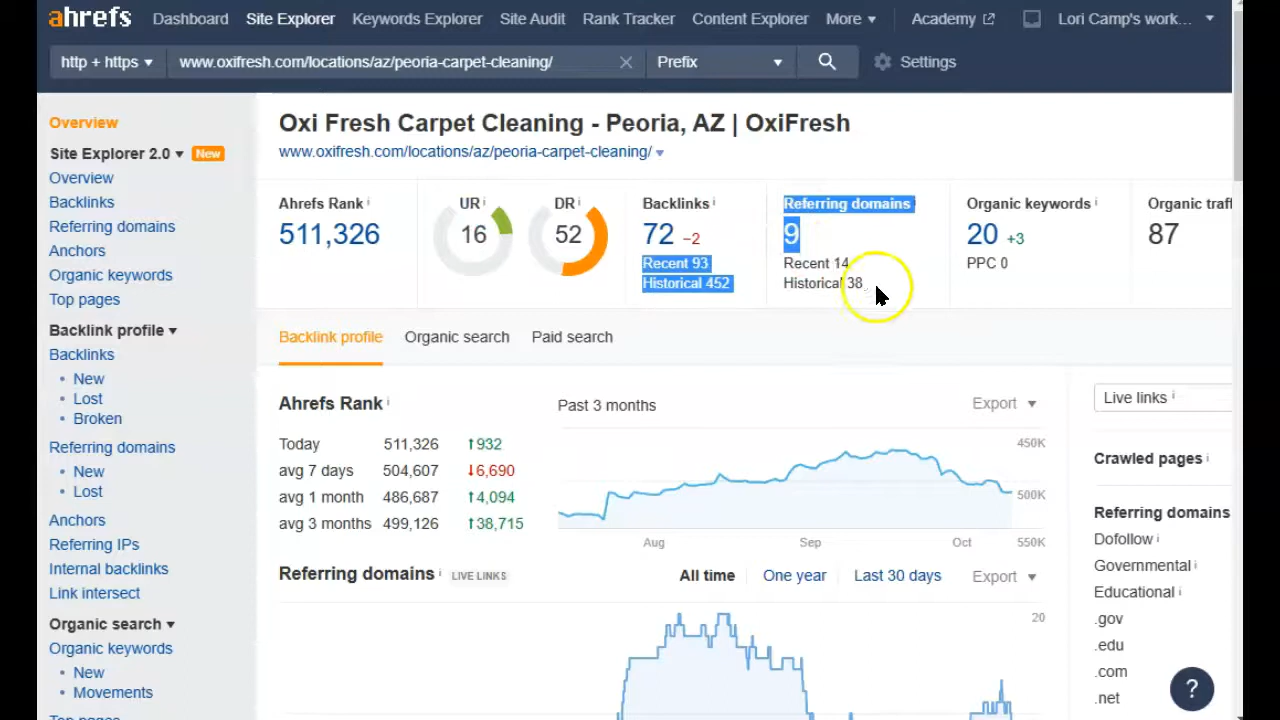 ahrefs Dashboard Site Explorer Keywords Explorer Site Audit Rank Tracker Content Explorer More Academy Lori Camp's work...
http + https www.oxifresh.com/locations/az/peoria-carpet-cleaning/ Prefix Settings
Overview
Site Explorer 2.0 New
Overview
Backlinks
Referring domains
Anchors
Organic keywords
Top pages
Backlink profile
Backlinks
• New
• Lost
• Broken
Referring domains
• New
• Lost
Anchors
Referring IPs
Internal backlinks
Link intersect
Organic search
Organic keywords
• New
• Movements
Top pages
Oxi Fresh Carpet Cleaning - Peoria, AZ | OxiFresh
www.oxifresh.com/locations/az/peoria-carpet-cleaning/
Ahrefs Rank i
511,326
UR i
16
DR i
52
Backlinks i
72 −2
Recent 93
Historical 452
Referring domains
9
Recent 14
Historical 38
Organic keywords i
20 +3
PPC 0
Organic traff
87
Backlink profile Organic search Paid search
Ahrefs Rank i
Today 511,326 ↑932
avg 7 days 504,607 ↓6,690
avg 1 month 486,687 ↑4,094
avg 3 months 499,126 ↑38,715
Past 3 months Export
450K
500K
550K
Aug Sep Oct
Referring domains i LIVE LINKS All time One year Last 30 days Export
20
Live links i
Crawled pages i
Referring domains
Dofollow i
Governmental i
Educational i
.gov
.edu
.com
.net
?